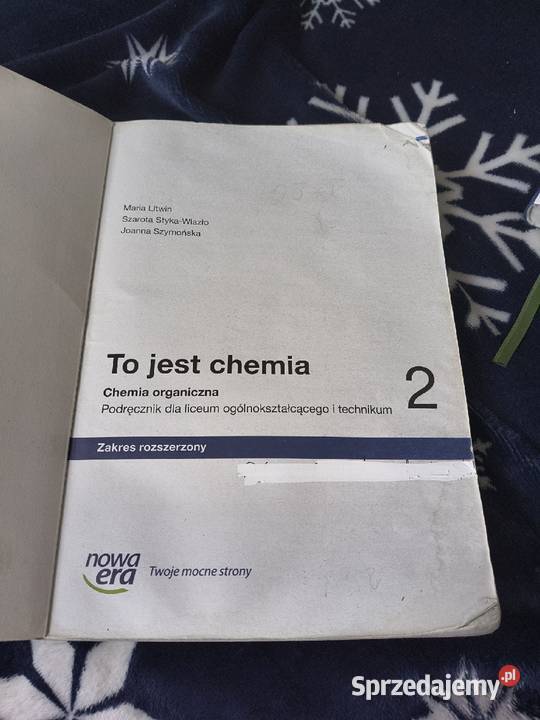 Maria Litwin
Szarota Styka-Wlazło
Joanna Szymońska
To jest chemia
2
Chemia organiczna
Podręcznik dla liceum ogólnokształcącego i technikum
Zakres rozszerzony
nowa
era
Twoje mocne strony
Sprzedajemy.pl